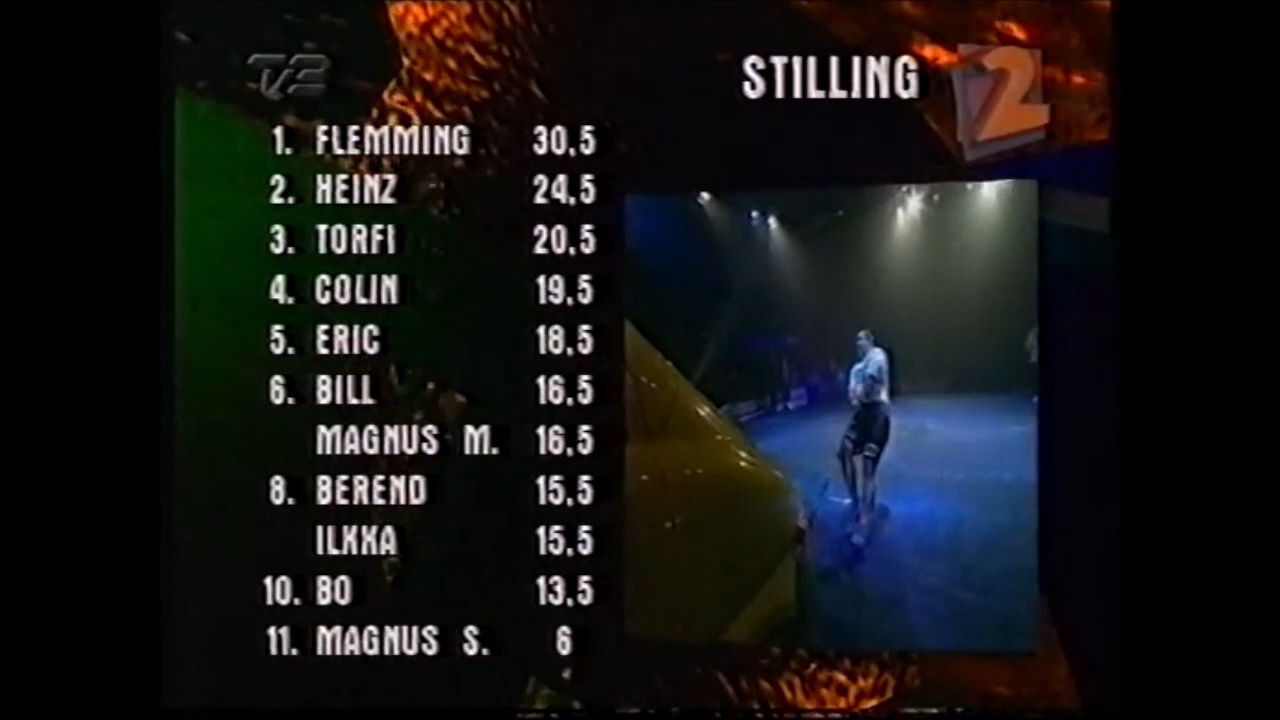 TV2
STILLING 2
1. FLEMMING 30,5
2. HEINZ 24,5
3. TORFI 20,5
4. COLIN 19,5
5. ERIC 18,5
6. BILL 16,5
MAGNUS M. 16,5
8. BEREND 15,5
ILKKA 15,5
10. BO 13,5
11. MAGNUS S. 6